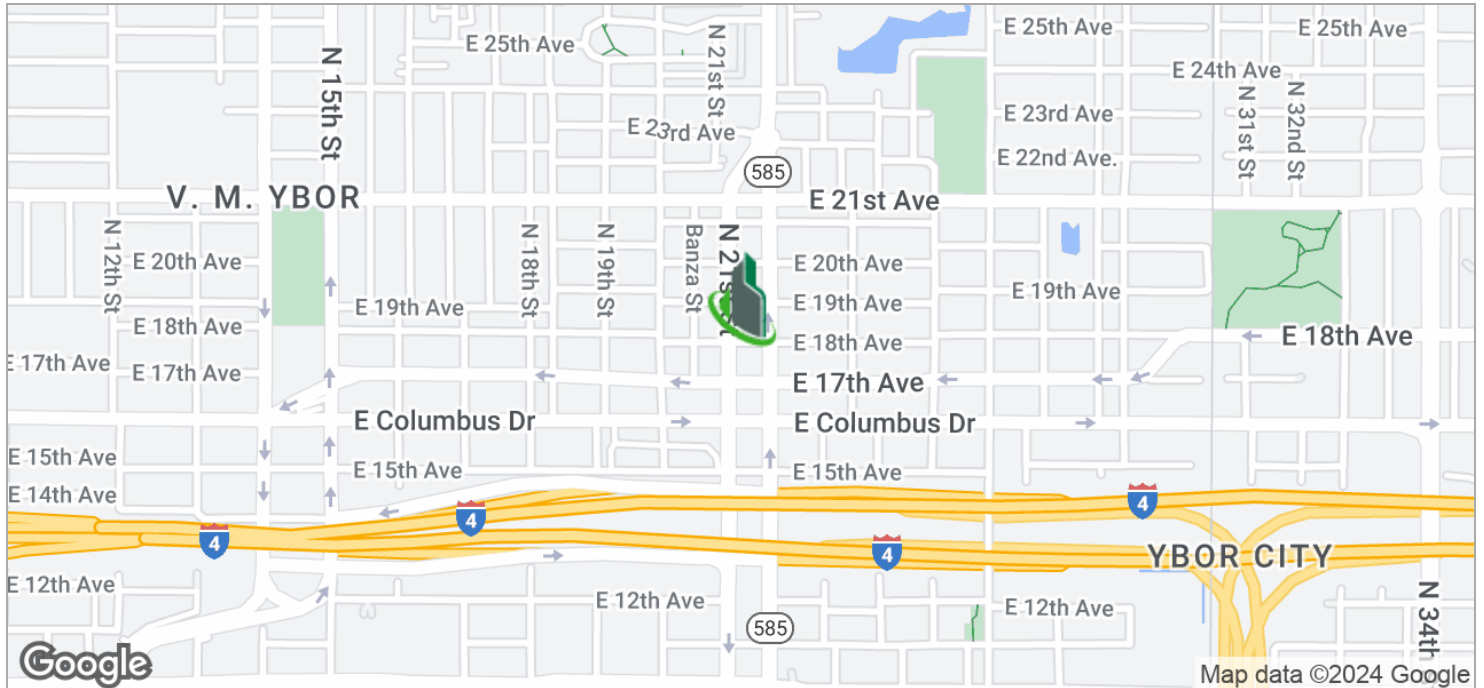 E 25th Ave
N 21st St
E 25th Ave
E 25th Ave
E 24th Ave
N 15th St
N 31st St
N 32nd St
E 23rd Ave
E 23rd Ave
E 22nd Ave.
585
V. M. YBOR
E 21st Ave
N 12th St
N 18th St
N 19th St
Banza St
N 21st St
E 20th Ave
E 20th Ave
E 19th Ave
E 19th Ave
E 19th Ave
E 18th Ave
E 18th Ave
E 18th Ave
E 17th Ave
E 17th Ave
E 17th Ave
E Columbus Dr
E Columbus Dr
E 15th Ave
E 15th Ave
E 15th Ave
E 14th Ave
4
4
4
4
YBOR CITY
E 12th Ave
E 12th Ave
E 12th Ave
N 34th
585
Google
Map data ©2024 Google